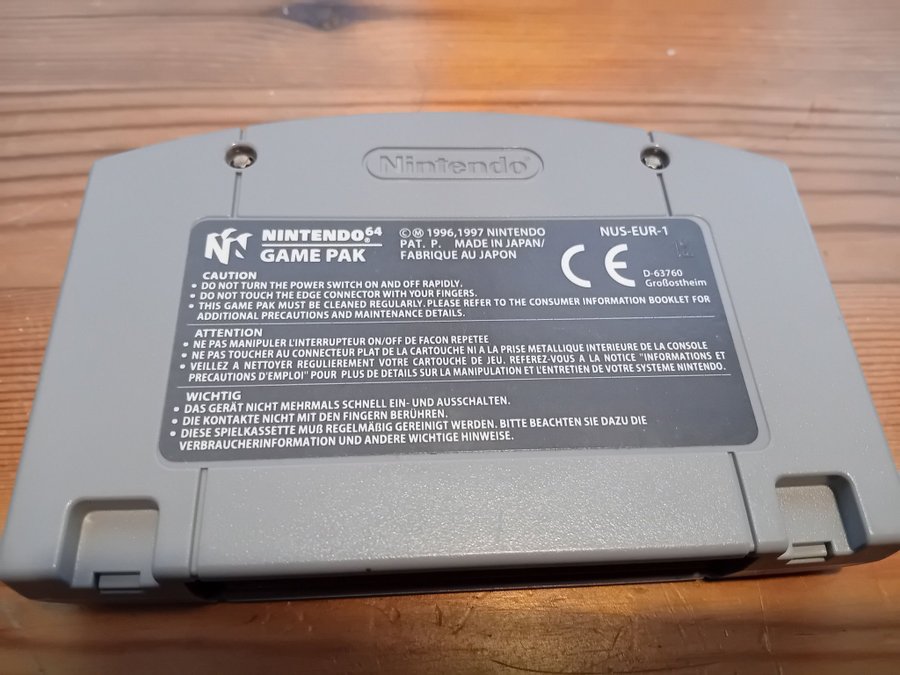 Nintendo®
NINTENDO64®
GAME PAK
©Ⓜ 1996,1997 NINTENDO
PAT. P. MADE IN JAPAN/
FABRIQUE AU JAPON
NUS-EUR-1
CE
D-63760
Großostheim
CAUTION
• DO NOT TURN THE POWER SWITCH ON AND OFF RAPIDLY.
• DO NOT TOUCH THE EDGE CONNECTOR WITH YOUR FINGERS.
• THIS GAME PAK MUST BE CLEANED REGULARLY. PLEASE REFER TO THE CONSUMER INFORMATION BOOKLET FOR
ADDITIONAL PRECAUTIONS AND MAINTENANCE DETAILS.
ATTENTION
• NE PAS MANIPULER L'INTERRUPTEUR ON/OFF DE FACON REPETEE
• NE PAS TOUCHER AU CONNECTEUR PLAT DE LA CARTOUCHE NI A LA PRISE METALLIQUE INTERIEURE DE LA CONSOLE
• VEILLEZ A NETTOYER REGULIEREMENT VOTRE CARTOUCHE DE JEU. REFEREZ-VOUS A LA NOTICE "INFORMATIONS ET
PRECAUTIONS D'EMPLOI" POUR PLUS DE DETAILS SUR LA MANIPULATION ET L'ENTRETIEN DE VOTRE SYSTEME NINTENDO.
WICHTIG
• DAS GERÄT NICHT MEHRMALS SCHNELL EIN- UND AUSSCHALTEN.
• DIE KONTAKTE NICHT MIT DEN FINGERN BERÜHREN.
• DIESE SPIELKASSETTE MUß REGELMÄßIG GEREINIGT WERDEN. BITTE BEACHTEN SIE DAZU DIE
VERBRAUCHERINFORMATION UND ANDERE WICHTIGE HINWEISE.